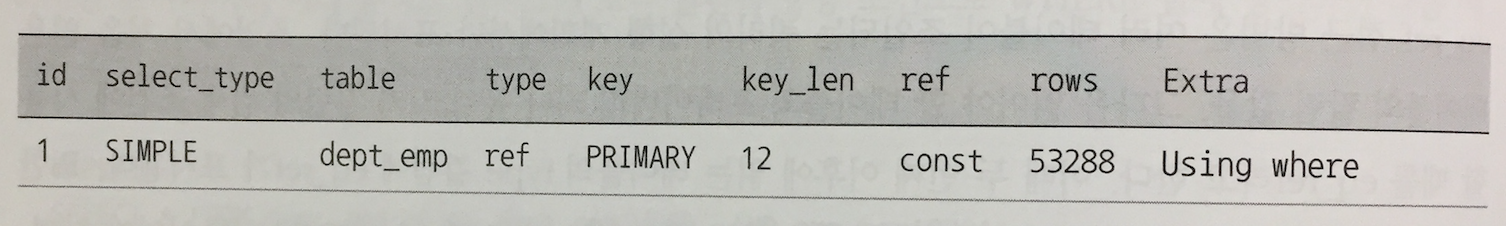 id select_type table type key key_len ref rows Extra
1 SIMPLE dept_emp ref PRIMARY 12 const 53288 Using where